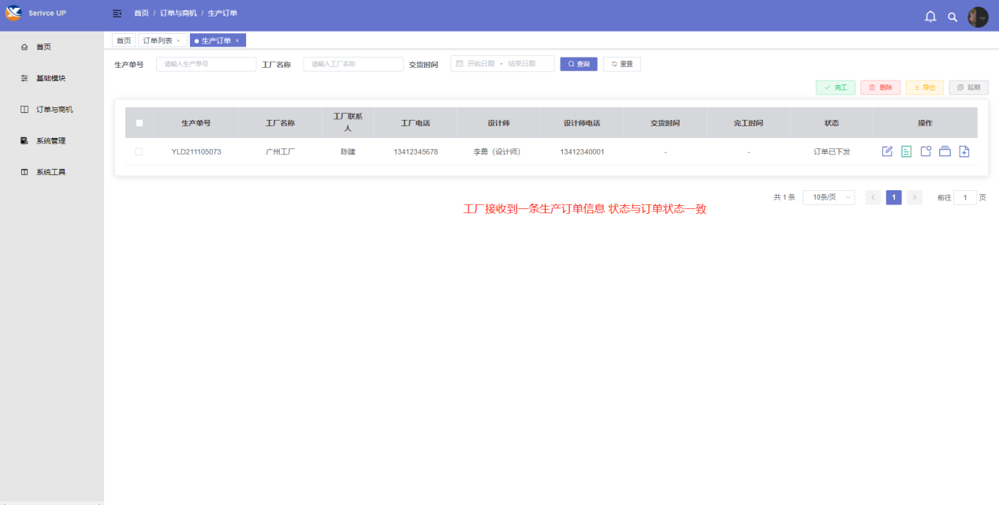 Serivce UP
首页 / 订单与商机 / 生产订单
首页
基础模块
订单与商机
系统管理
系统工具
首页 订单列表 × 生产订单 ×
生产单号 请输入生产单号 工厂名称 请输入工厂名称 交货时间 开始日期 - 结束日期 查询 重置
完工 删除 导出 延期
生产单号 工厂名称 工厂联系人 工厂电话 设计师 设计师电话 交货时间 完工时间 状态 操作
YLD211105073 广州工厂 陈建 13412345678 李勇（设计师） 13412340001 - - 订单已下发
共 1 条 10条/页 < 1 > 前往 1 页
工厂接收到一条生产订单信息 状态与订单状态一致